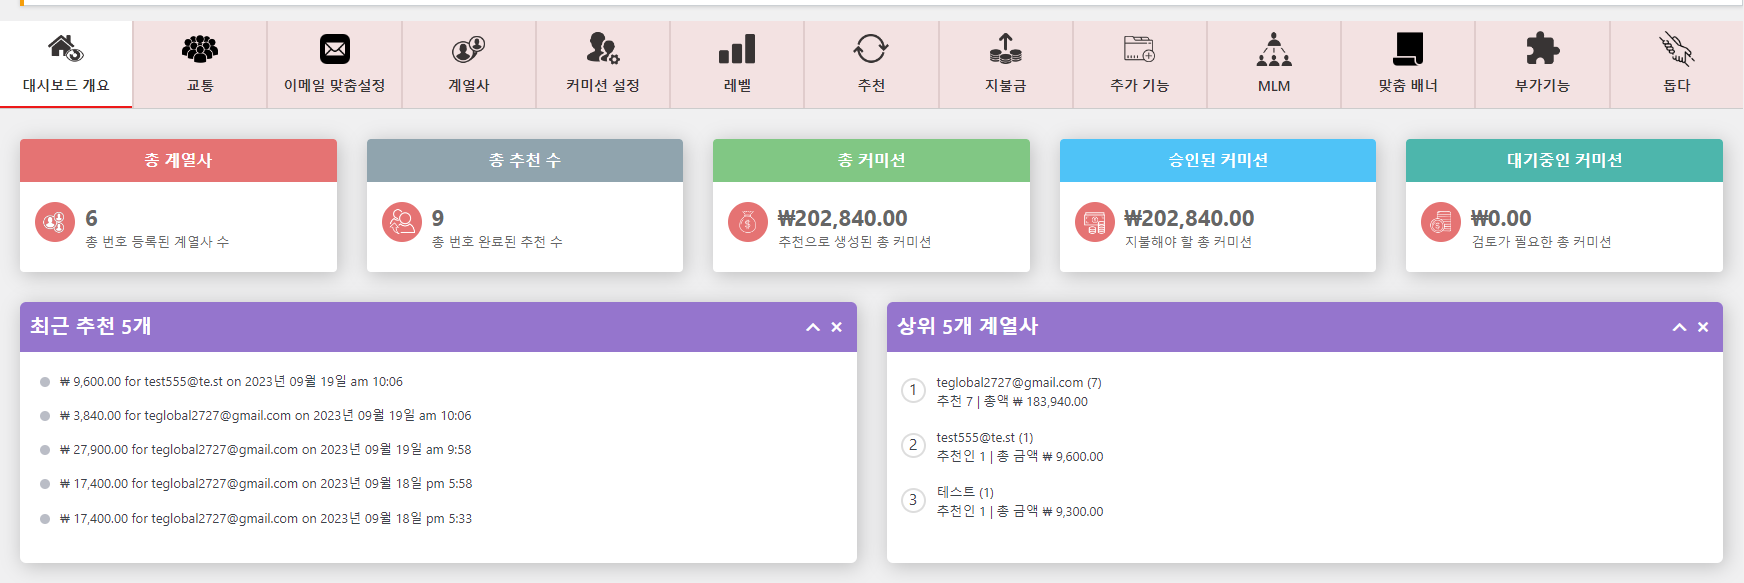 대시보드 개요
교통
이메일 맞춤설정
계열사
커미션 설정
레벨
추천
지불금
추가 기능
MLM
맞춤 배너
부가기능
돕다
총 계열사
6
총 번호 등록된 계열사 수
총 추천 수
9
총 번호 완료된 추천 수
총 커미션
₩202,840.00
추천으로 생성된 총 커미션
승인된 커미션
₩202,840.00
지불해야 할 총 커미션
대기중인 커미션
₩0.00
검토가 필요한 총 커미션
최근 추천 5개
₩ 9,600.00 for test555@te.st on 2023년 09월 19일 am 10:06
₩ 3,840.00 for teglobal2727@gmail.com on 2023년 09월 19일 am 10:06
₩ 27,900.00 for teglobal2727@gmail.com on 2023년 09월 19일 am 9:58
₩ 17,400.00 for teglobal2727@gmail.com on 2023년 09월 18일 pm 5:58
₩ 17,400.00 for teglobal2727@gmail.com on 2023년 09월 18일 pm 5:33
상위 5개 계열사
1
teglobal2727@gmail.com (7)
추천 7 | 총액 ₩ 183,940.00
2
test555@te.st (1)
추천인 1 | 총 금액 ₩ 9,600.00
3
테스트 (1)
추천인 1 | 총 금액 ₩ 9,300.00